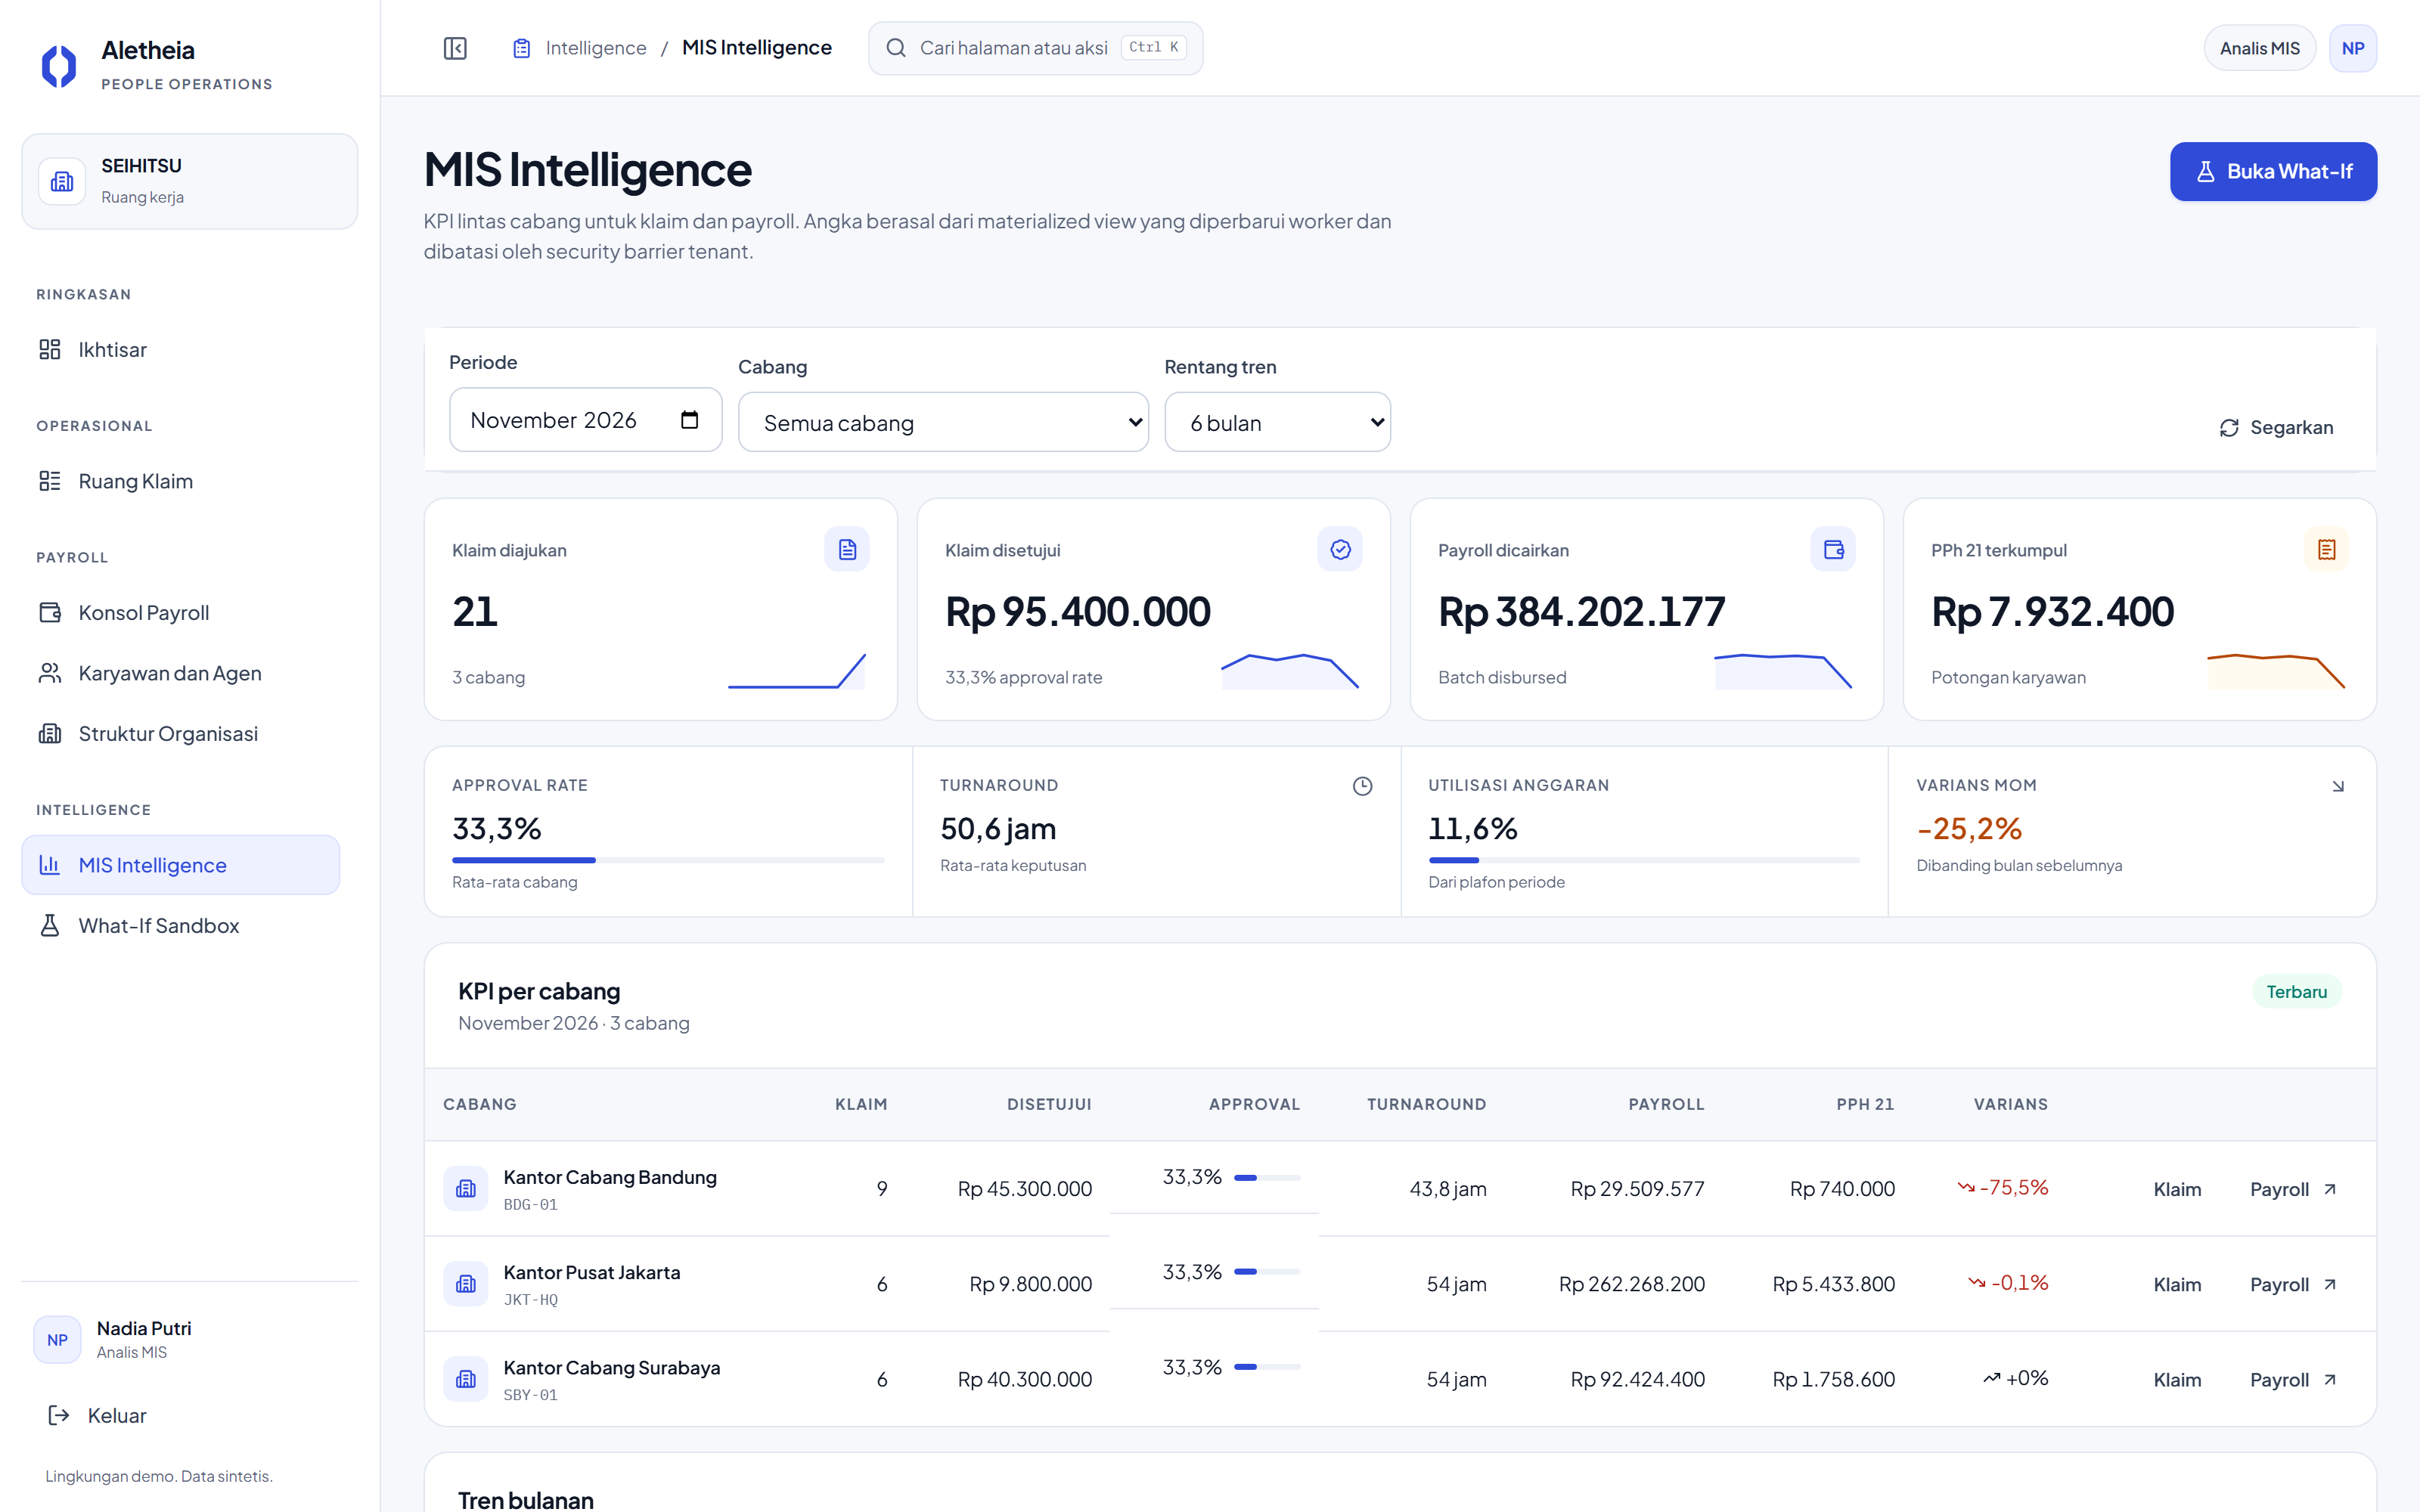 Aletheia
PEOPLE OPERATIONS
SEIHITSU
Ruang kerja
RINGKASAN
Ikhtisar
OPERASIONAL
Ruang Klaim
PAYROLL
Konsol Payroll
Karyawan dan Agen
Struktur Organisasi
INTELLIGENCE
MIS Intelligence
What-If Sandbox
NP
Nadia Putri
Analis MIS
Keluar
Lingkungan demo. Data sintetis.
Intelligence / MIS Intelligence
Cari halaman atau aksi Ctrl K
Analis MIS NP
MIS Intelligence
Buka What-If
KPI lintas cabang untuk klaim dan payroll. Angka berasal dari materialized view yang diperbarui worker dan
dibatasi oleh security barrier tenant.
Periode Cabang Rentang tren
November 2026 Semua cabang 6 bulan Segarkan
Klaim diajukan
21
3 cabang
Klaim disetujui
Rp 95.400.000
33,3% approval rate
Payroll dicairkan
Rp 384.202.177
Batch disbursed
PPh 21 terkumpul
Rp 7.932.400
Potongan karyawan
APPROVAL RATE
33,3%
Rata-rata cabang
TURNAROUND
50,6 jam
Rata-rata keputusan
UTILISASI ANGGARAN
11,6%
Dari plafon periode
VARIANS MOM
-25,2%
Dibanding bulan sebelumnya
KPI per cabang
November 2026 · 3 cabang
Terbaru
CABANG KLAIM DISETUJUI APPROVAL TURNAROUND PAYROLL PPH 21 VARIANS
Kantor Cabang Bandung 9 Rp 45.300.000 33,3% 43,8 jam Rp 29.509.577 Rp 740.000 -75,5% Klaim Payroll
BDG-01
Kantor Pusat Jakarta 6 Rp 9.800.000 33,3% 54 jam Rp 262.268.200 Rp 5.433.800 -0,1% Klaim Payroll
JKT-HQ
Kantor Cabang Surabaya 6 Rp 40.300.000 33,3% 54 jam Rp 92.424.400 Rp 1.758.600 +0% Klaim Payroll
SBY-01
Tren bulanan